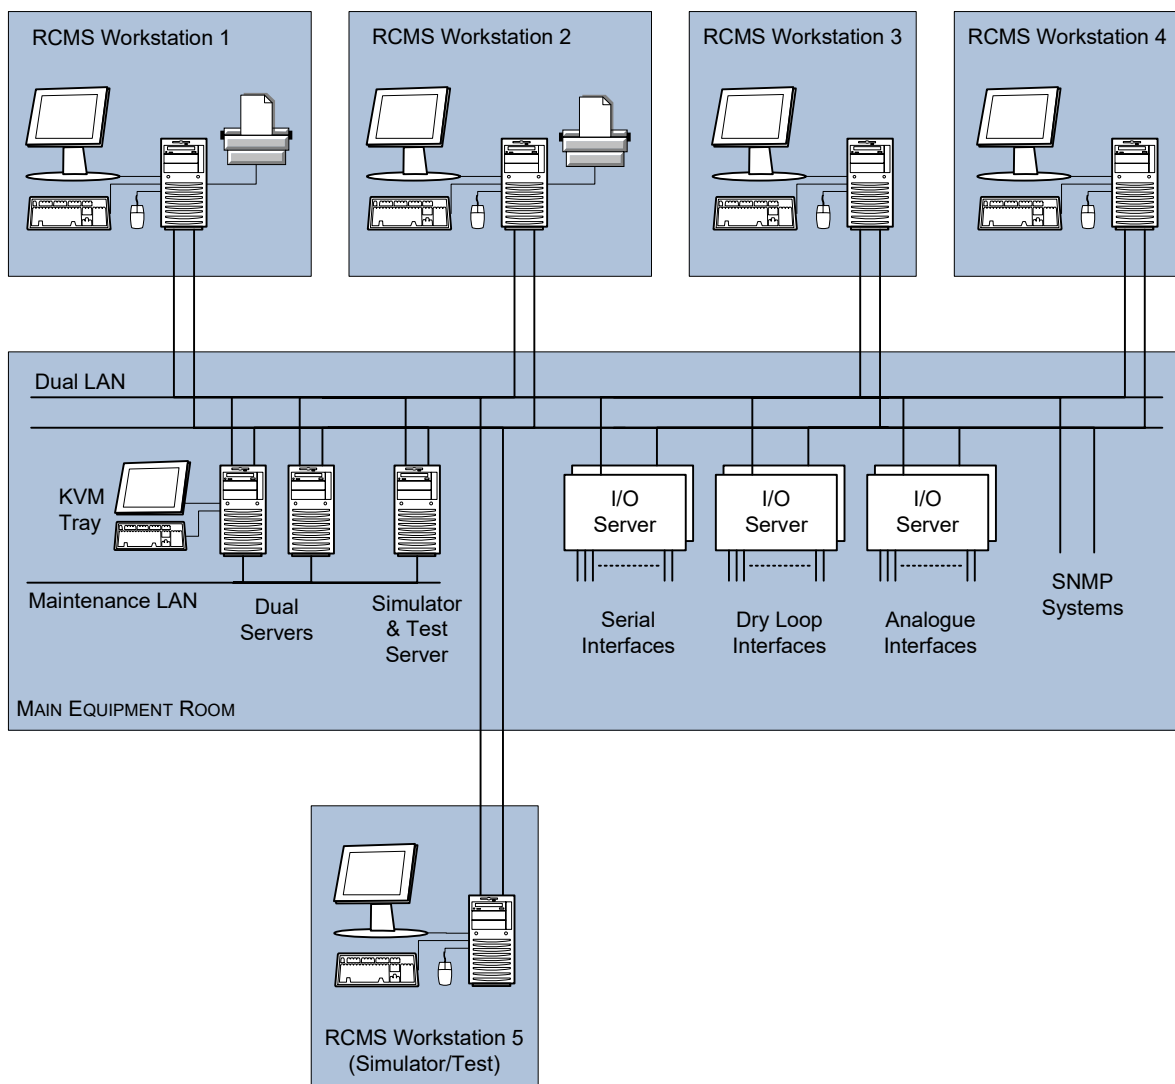 RCMS Workstation 1
RCMS Workstation 2
RCMS Workstation 3
RCMS Workstation 4
Dual LAN
KVM
Tray
I/O
Server
I/O
Server
I/O
Server
Maintenance LAN
Dual
Servers
Simulator
& Test
Server
Serial
Interfaces
Dry Loop
Interfaces
Analogue
Interfaces
SNMP
Systems
MAIN EQUIPMENT ROOM
RCMS Workstation 5
(Simulator/Test)